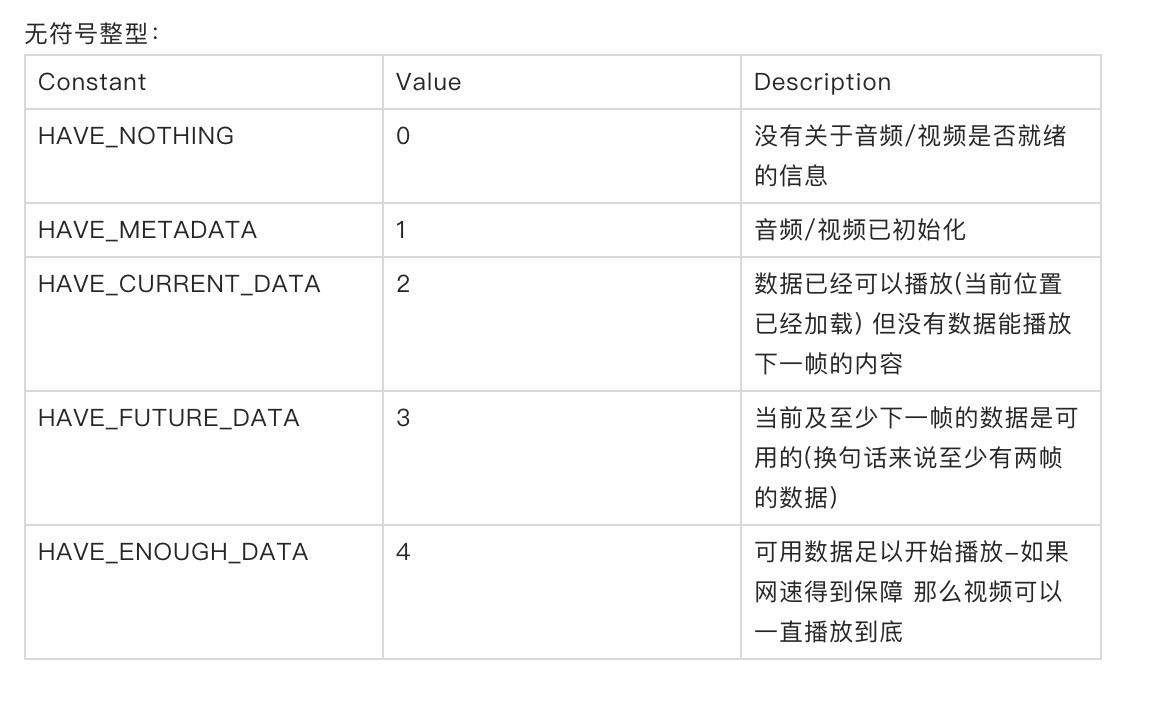 无符号整型：
Constant Value Description
HAVE_NOTHING 0 没有关于音频/视频是否就绪
的信息
HAVE_METADATA 1 音频/视频已初始化
HAVE_CURRENT_DATA 2 数据已经可以播放(当前位置
已经加载) 但没有数据能播放
下一帧的内容
HAVE_FUTURE_DATA 3 当前及至少下一帧的数据是可
用的(换句话来说至少有两帧
的数据)
HAVE_ENOUGH_DATA 4 可用数据足以开始播放-如果
网速得到保障 那么视频可以
一直播放到底